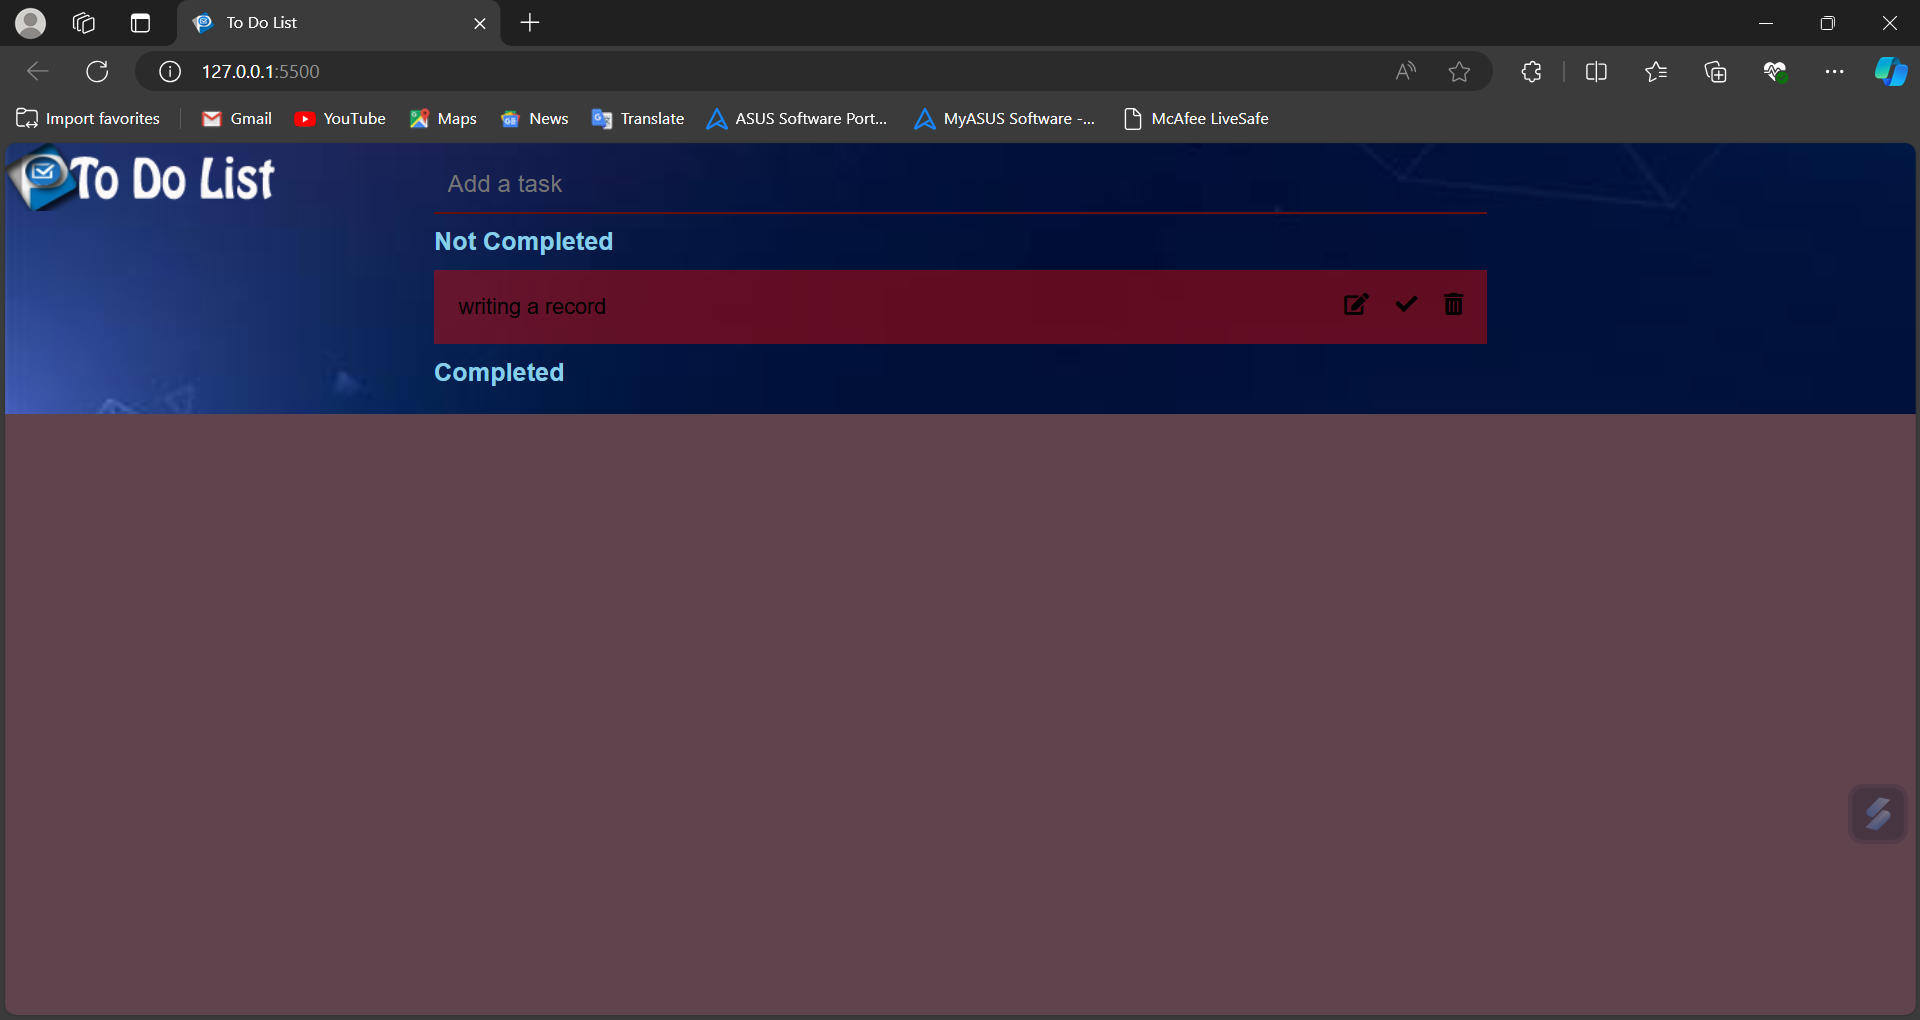 To Do List
127.0.0.1:5500
Import favorites
Gmail
YouTube
Maps
News
Translate
ASUS Software Port...
MyASUS Software -...
McAfee LiveSafe
To Do List
Add a task
Not Completed
writing a record
Completed